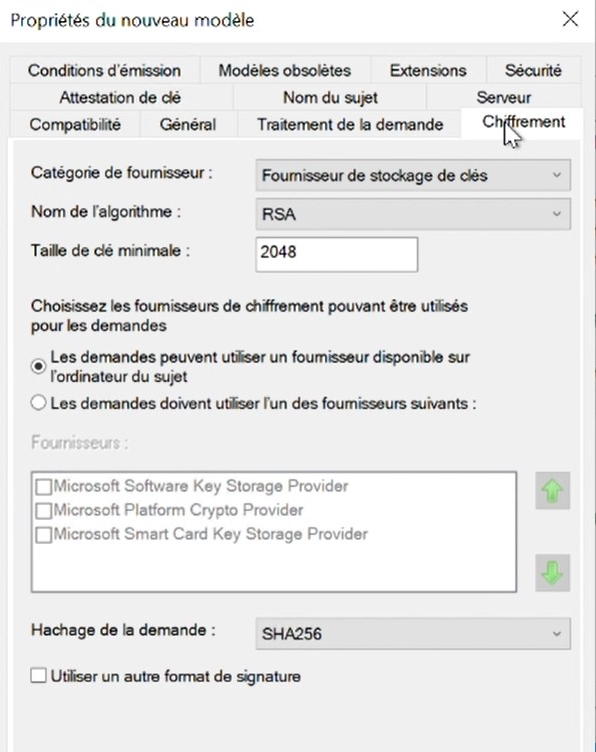 Propriétés du nouveau modèle
Conditions d'émission Modèles obsolètes Extensions Sécurité
Attestation de clé Nom du sujet Serveur
Compatibilité Général Traitement de la demande Chiffrement
Catégorie de fournisseur : Fournisseur de stockage de clés
Nom de l'algorithme : RSA
Taille de clé minimale : 2048
Choisissez les fournisseurs de chiffrement pouvant être utilisés
pour les demandes
Les demandes peuvent utiliser un fournisseur disponible sur
l'ordinateur du sujet
Les demandes doivent utiliser l'un des fournisseurs suivants :
Fournisseurs :
Microsoft Software Key Storage Provider
Microsoft Platform Crypto Provider
Microsoft Smart Card Key Storage Provider
Hachage de la demande : SHA256
Utiliser un autre format de signature